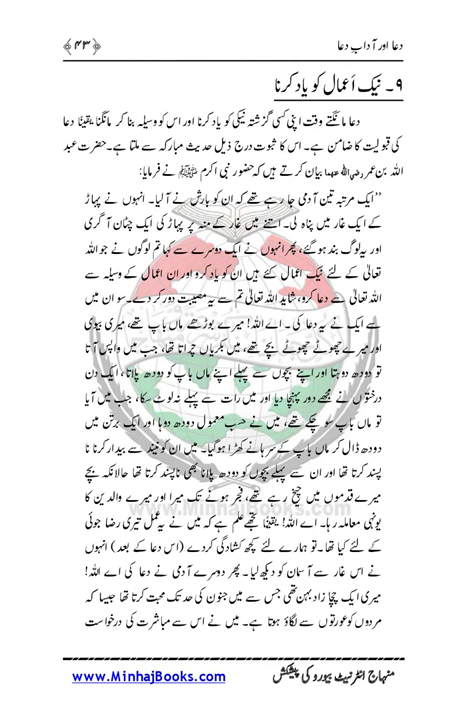 دعا اور آدابِ دعا ﴿۴۳﴾
۹۔ نیک اَعمال کو یاد کرنا
دعا مانگتے وقت اپنی کسی گزشتہ نیکی کو یاد کرنا اور اس کو وسیلہ بنا کر مانگنا یقینًا دعا
کی قبولیت کا ضامن ہے۔ اس کا ثبوت درج ذیل حدیث مبارکہ سے ملتا ہے۔ حضرت عبد
اللہ بن عمر رضی اللہ عنہما بیان کرتے ہیں کہ حضور نبی اکرم ﷺ نے فرمایا:
’’ایک مرتبہ تین آدمی جا رہے تھے کہ ان کو بارش نے آ لیا۔ انہوں نے پہاڑ
کے ایک غار میں پناہ لی۔ اتنے میں غار کے منہ پر پہاڑ کی ایک چٹان آ گری
اور یہ لوگ بند ہو گئے، پھر انہوں نے ایک دوسرے سے کہا تم لوگوں نے جو اللہ
تعالیٰ کے لئے نیک اعمال کئے ہیں ان کو یاد کرو اور ان اعمال کے وسیلہ سے
اللہ تعالیٰ سے دعا کرو، شاید اللہ تعالیٰ تم سے یہ مصیبت دور کر دے۔ سو ان میں
سے ایک نے یہ دعا کی۔ اے اللہ! میرے بوڑھے ماں باپ تھے، میری بیوی
اور میرے چھوٹے چھوٹے بچے تھے، میں بکریاں چراتا تھا، جب میں واپس آتا
تو دودھ دوہتا اور اپنے بچوں سے پہلے اپنے ماں باپ کو دودھ پلاتا، ایک دن
درختوں نے مجھے دور پہنچا دیا اور میں رات سے پہلے نہ لوٹ سکا، جب میں آیا
تو ماں باپ سو چکے تھے، میں نے حسب معمول دودھ دوہا اور ایک برتن میں
دودھ ڈال کر ماں باپ کے سرہانے کھڑا ہوگیا۔ میں ان کو نیند سے بیدار کرنا نا
پسند کرتا تھا اور ان سے پہلے بچوں کو دودھ پلانا بھی ناپسند کرتا تھا حالانکہ بچے
میرے قدموں میں چیخ رہے تھے، فجر ہونے تک میرا اور میرے والدین کا
یونہی معاملہ رہا۔ اے اللہ! یقیناً تجھے علم ہے کہ میں نے یہ عمل تیری رضا جوئی
کے لئے کیا تھا۔ تو ہمارے لئے کچھ کشادگی کر دے (اس دعا کے بعد) انہوں
نے اس غار سے آسمان کو دیکھ لیا۔ پھر دوسرے آدمی نے دعا کی اے اللہ!
میری ایک چچا زاد بہن تھی جس سے میں جنون کی حد تک محبت کرتا تھا جیسا کہ
مردوں کو عورتوں سے لگاؤ ہوتا ہے۔ میں نے اس سے مباشرت کی درخواست
www.MinhajBooks.com
منہاج انٹرنیٹ بیورو کی پیشکش www.MinhajBooks.com